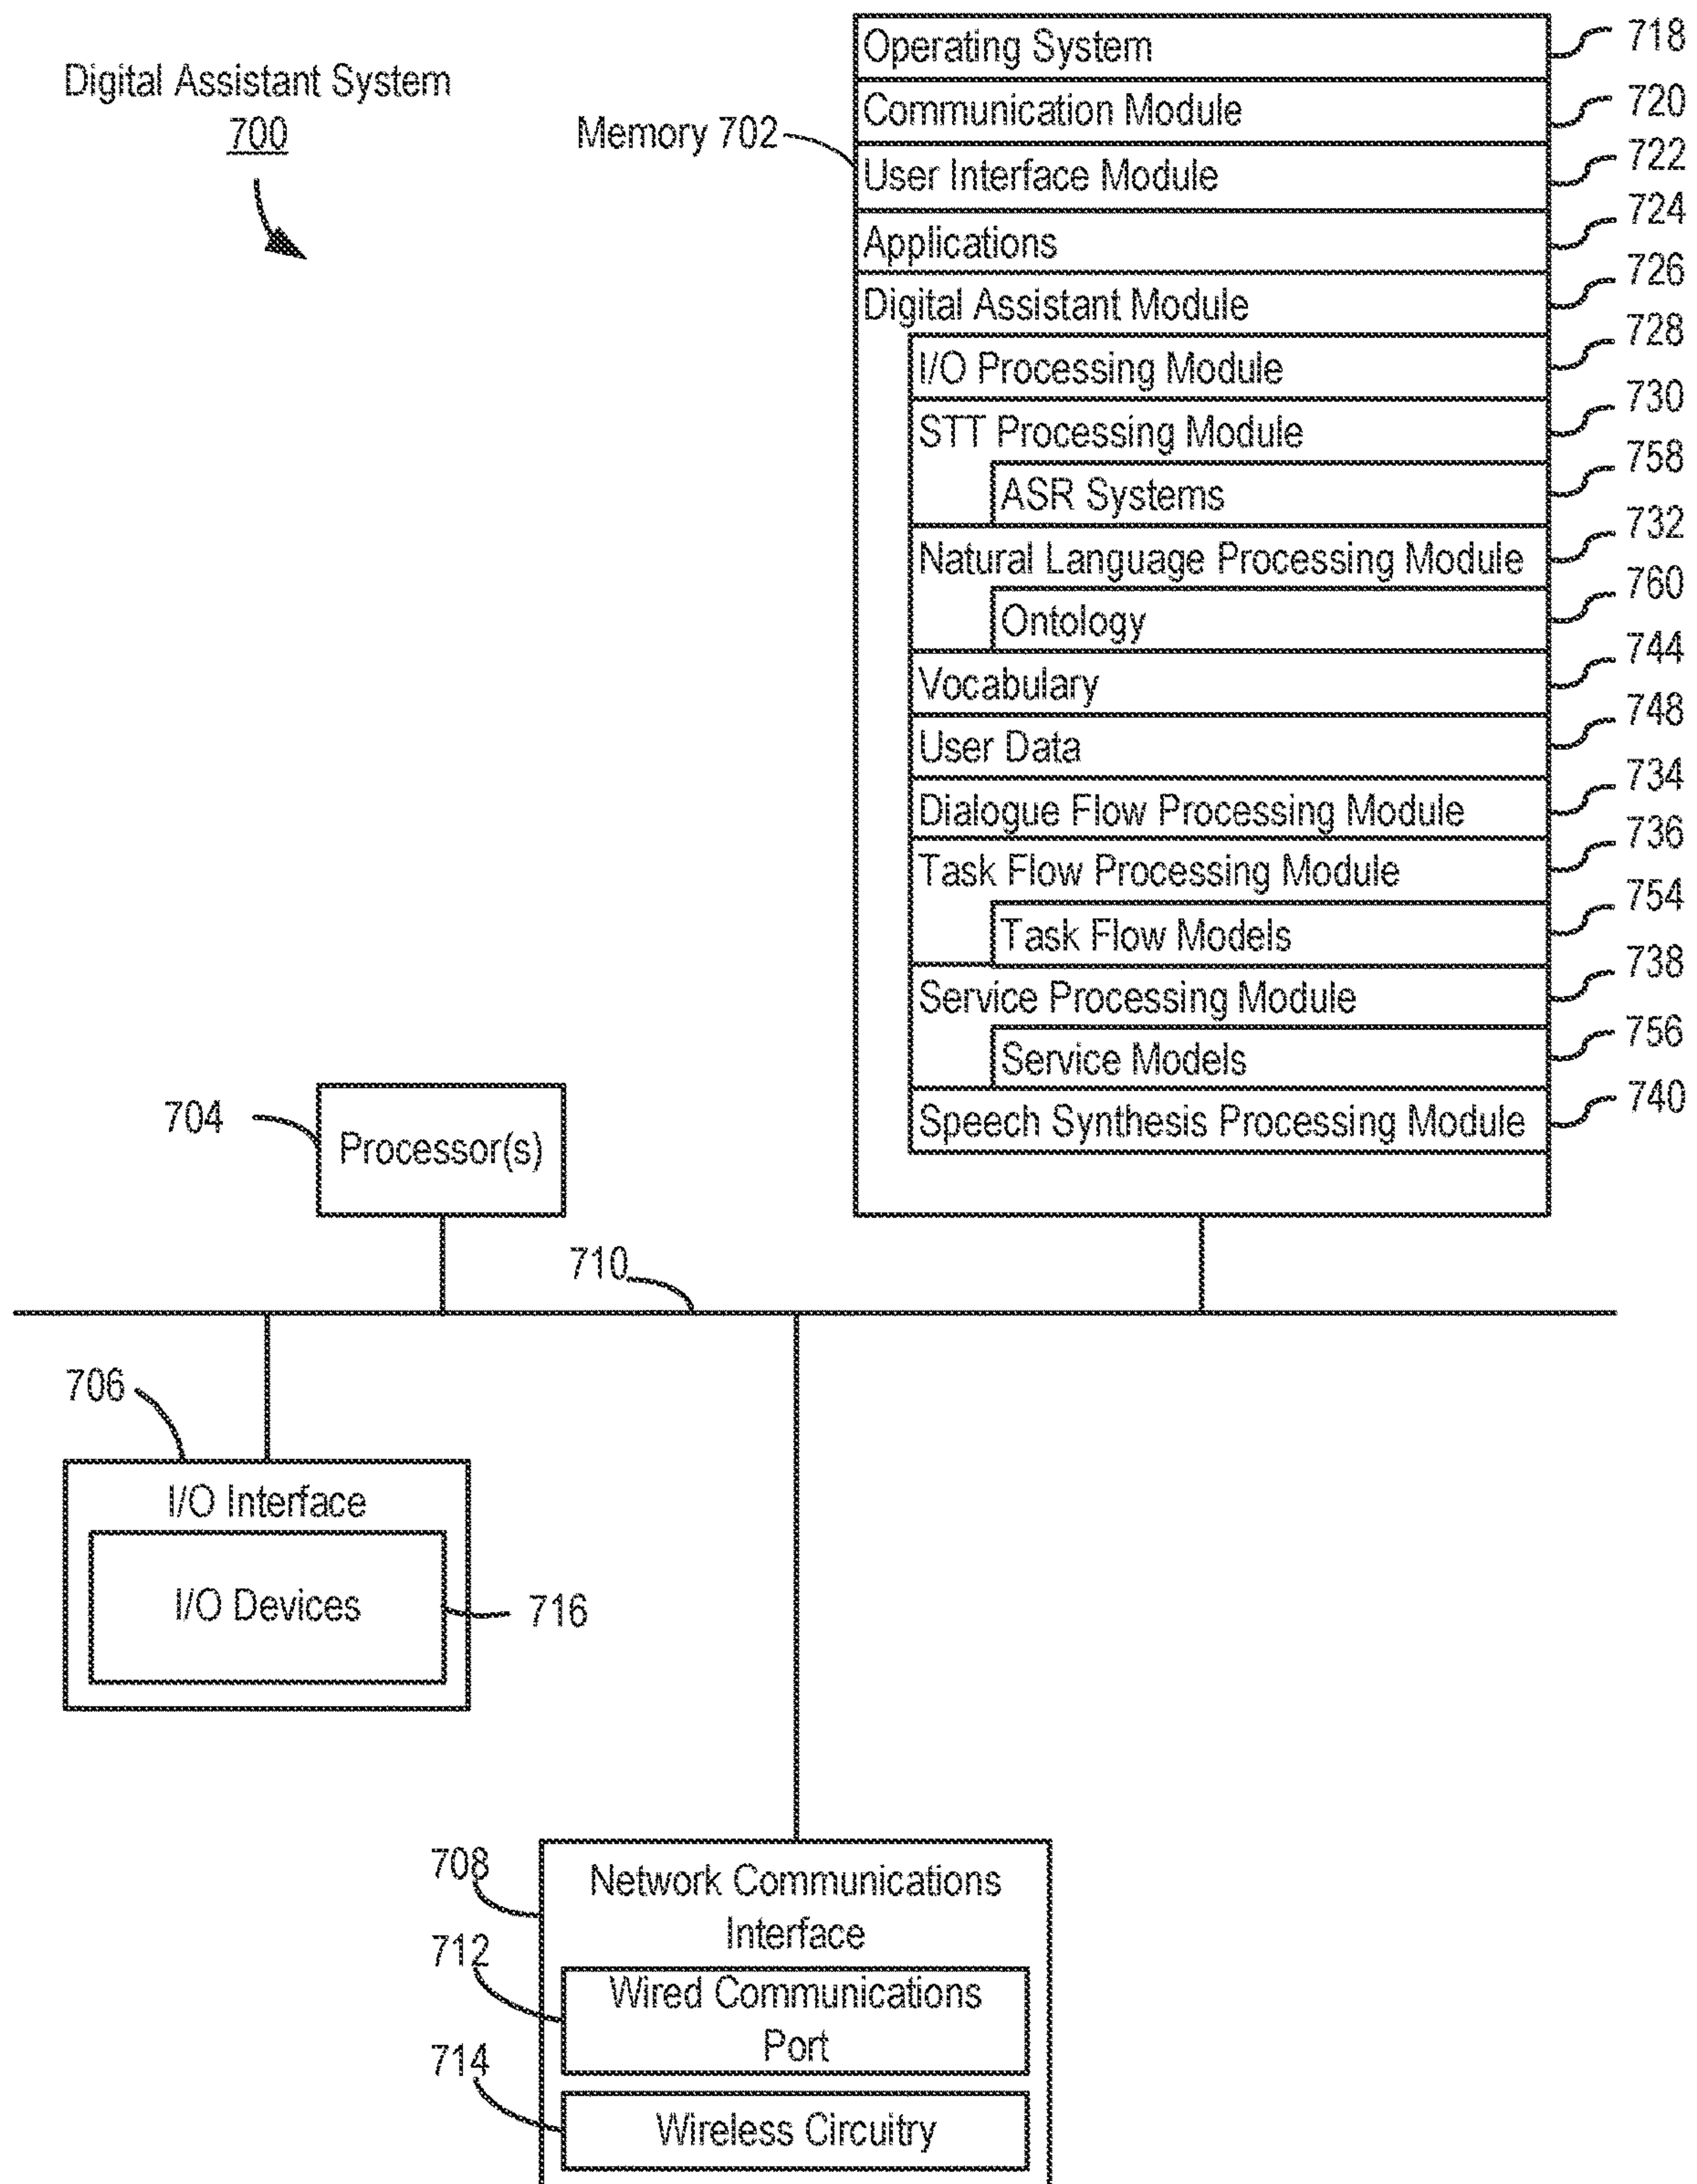 Digital Assistant System
700
Memory 702
Operating System 718
Communication Module 720
User Interface Module 722
Applications 724
Digital Assistant Module 726
I/O Processing Module 728
STT Processing Module 730
ASR Systems 758
Natural Language Processing Module 732
Ontology 760
Vocabulary 744
User Data 748
Dialogue Flow Processing Module 734
Task Flow Processing Module 736
Task Flow Models 754
Service Processing Module 738
Service Models 756
Speech Synthesis Processing Module 740
704
Processor(s)
710
706
I/O Interface
I/O Devices
716
708
Network Communications
Interface
712
Wired Communications
Port
714
Wireless Circuitry